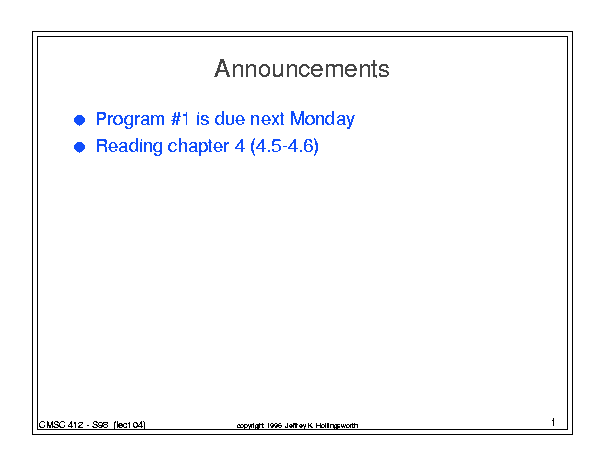 Announcements
Program #1 is due next Monday
Reading chapter 4 (4.5-4.6)
CMSC 412 - S98 (lect 04)
copyright 1996 Jeffrey K. Hollingsworth
1